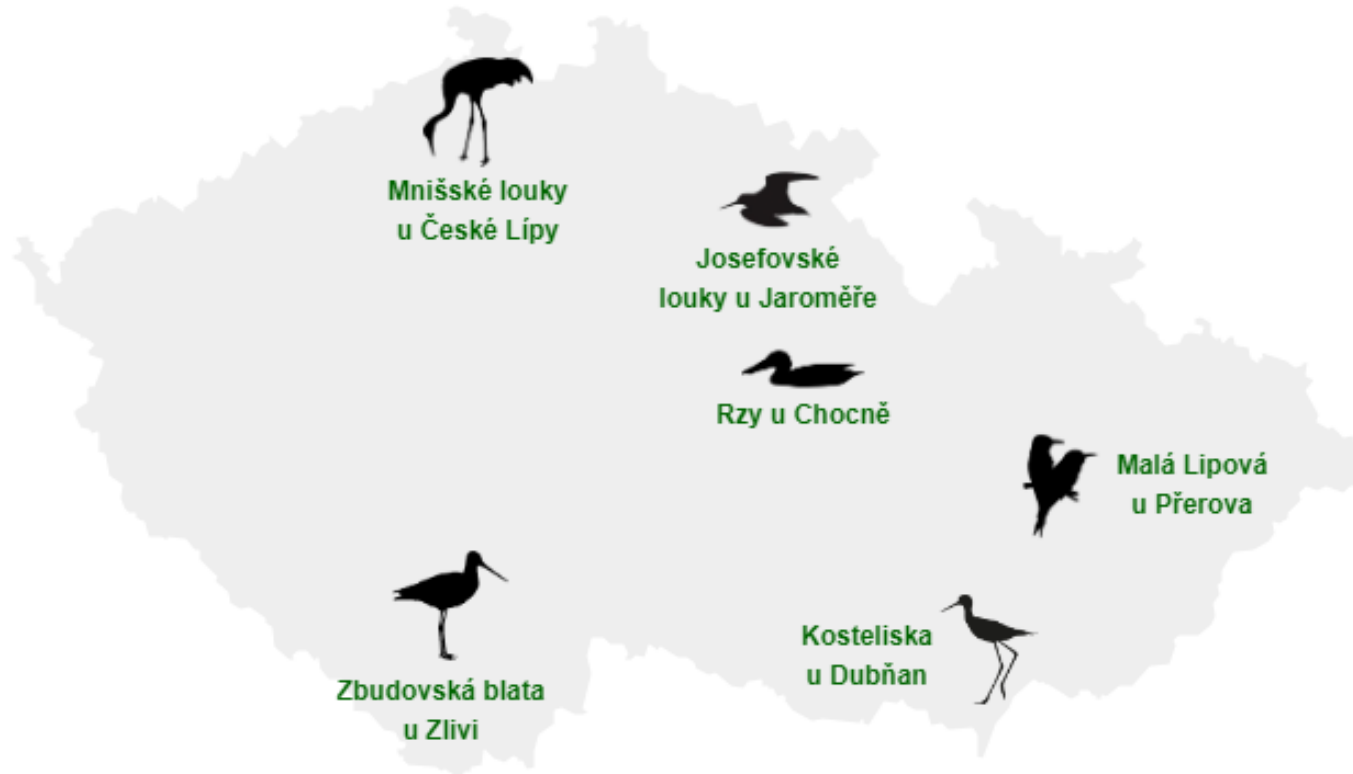 Mnišské louky
u České Lípy
Josefovské
louky u Jaroměře
Rzy u Chocně
Malá Lipová
u Přerova
Kosteliska
u Dubňan
Zbudovská blata
u Zlivi